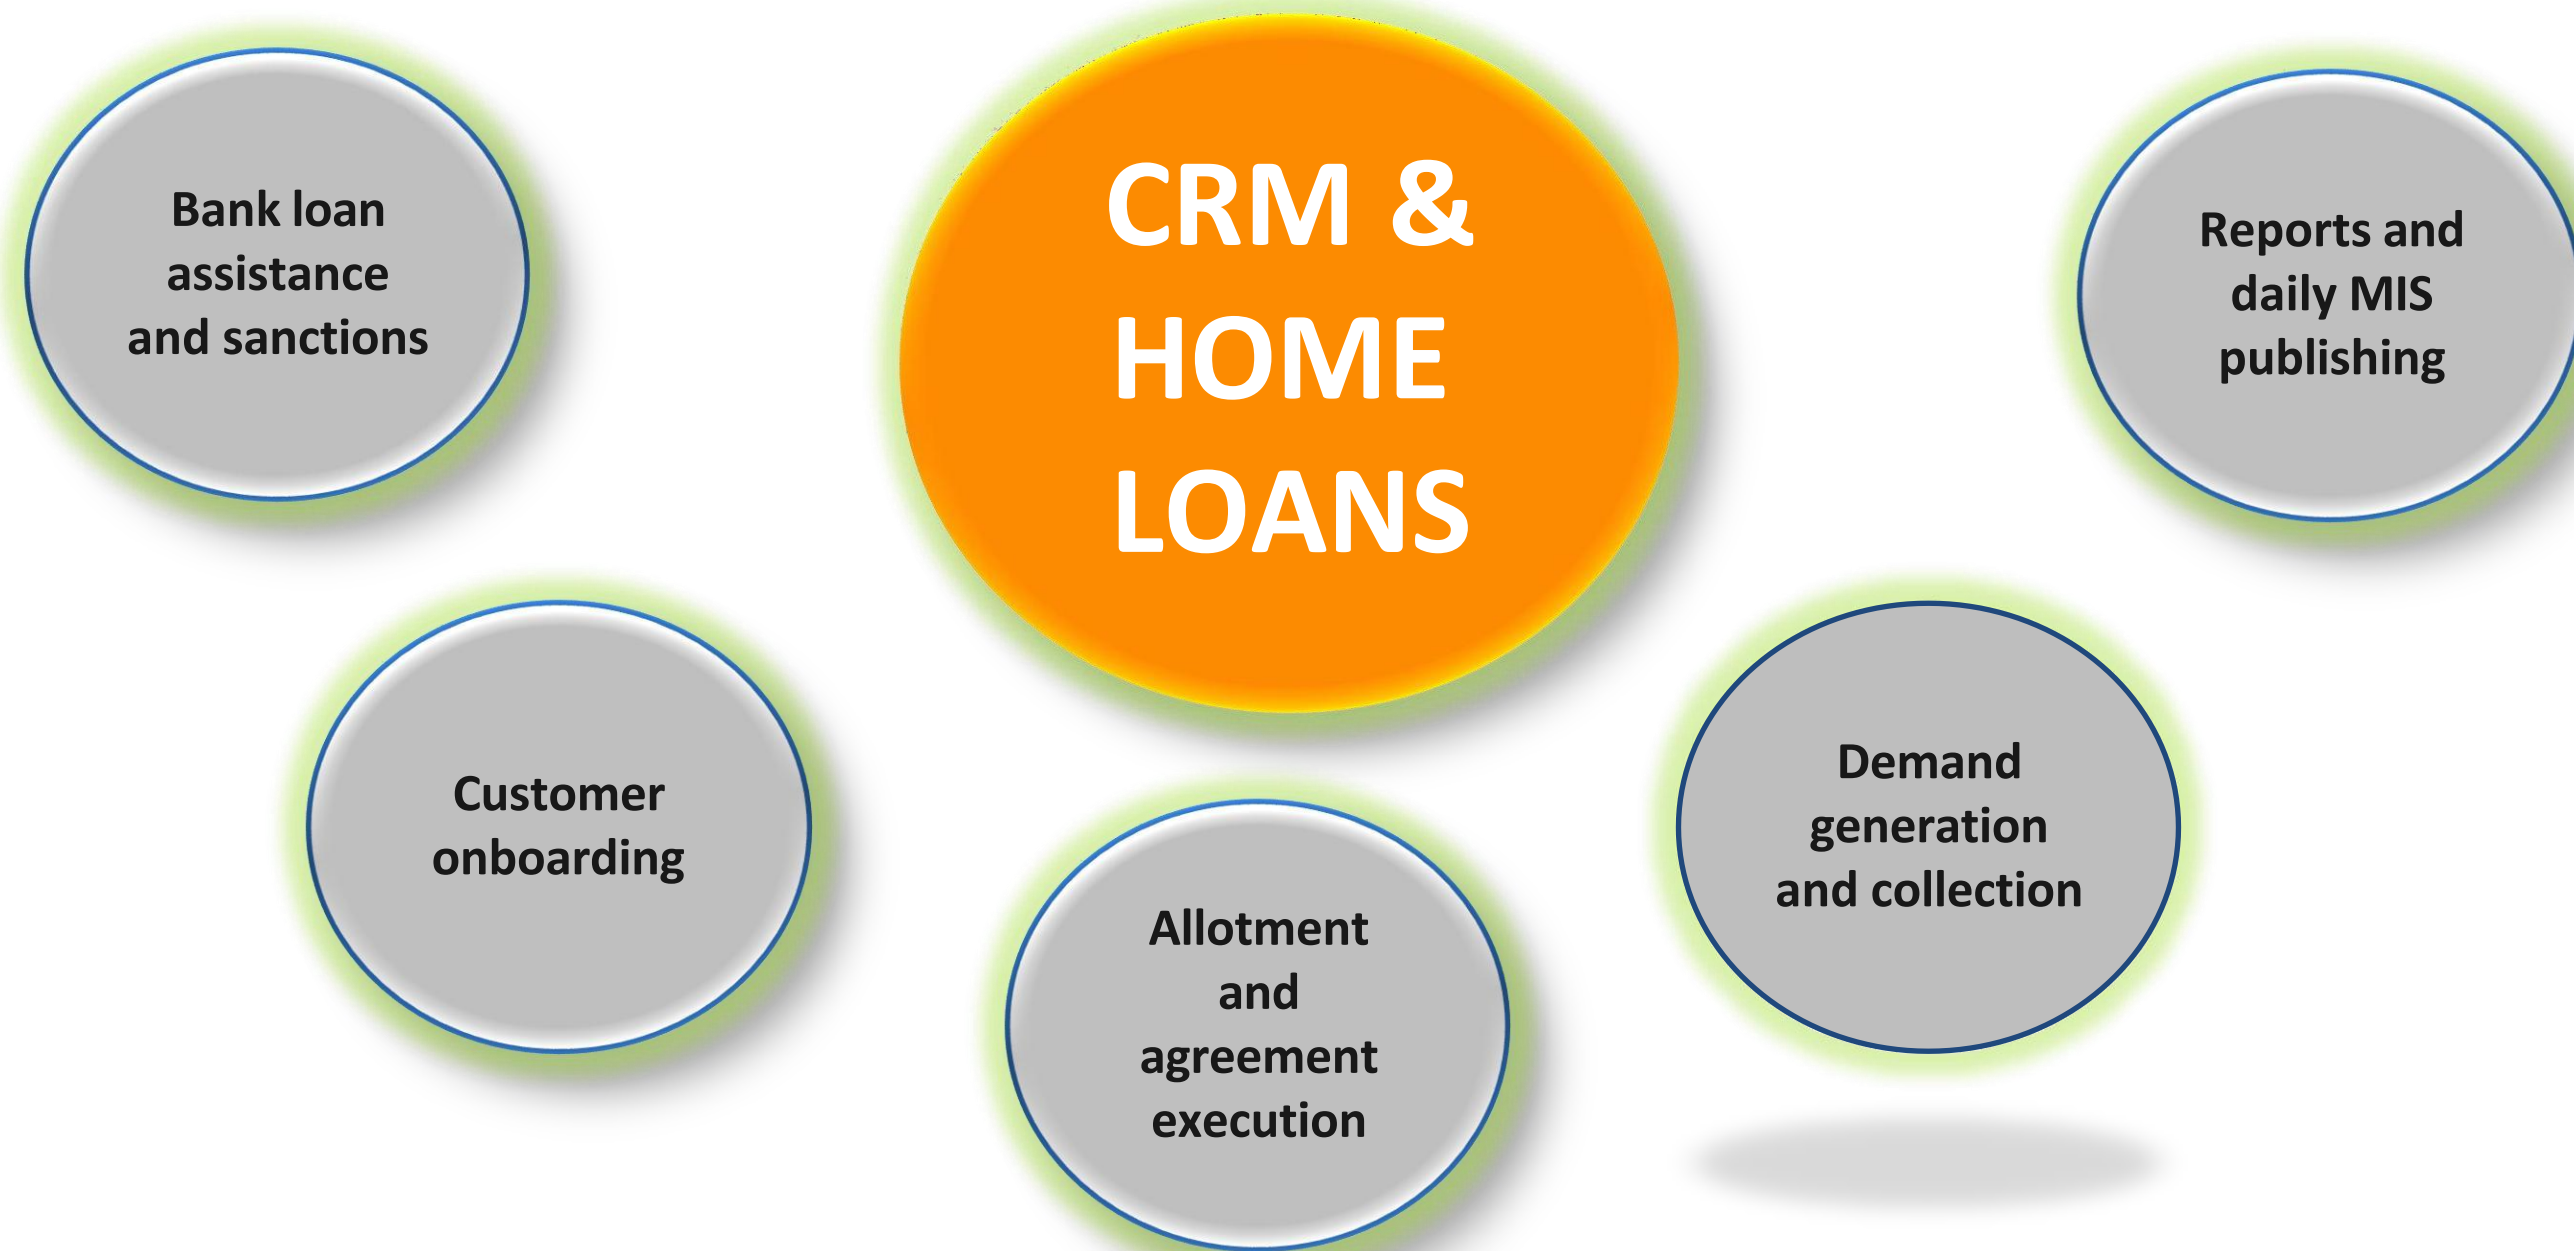 CRM &
HOME
LOANS
Bank loan
assistance
and sanctions
Customer
onboarding
Allotment
and
agreement
execution
Demand
generation
and collection
Reports and
daily MIS
publishing